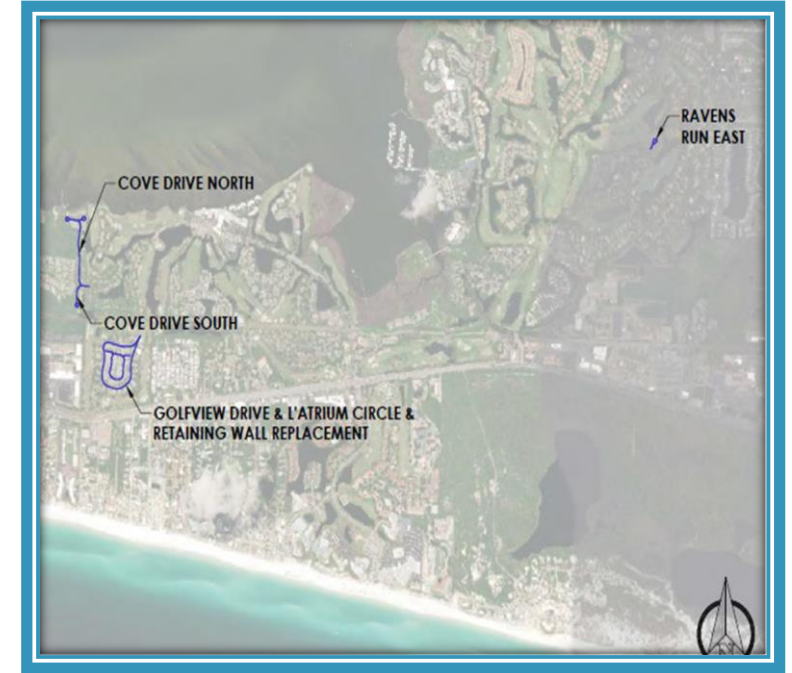 RAVENS
RUN EAST
COVE DRIVE NORTH
COVE DRIVE SOUTH
GOLFVIEW DRIVE & L'ATRIUM CIRCLE &
RETAINING WALL REPLACEMENT
N